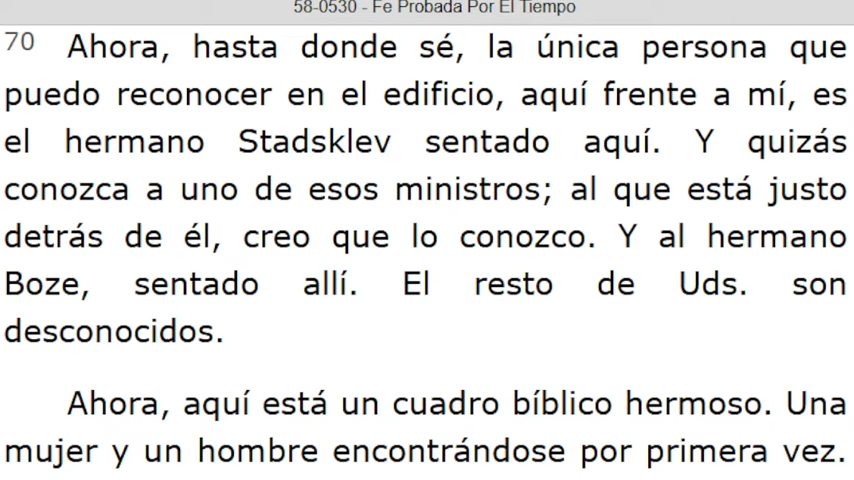 58-0530 - Fe Probada Por El Tiempo
70 Ahora, hasta donde sé, la única persona que
puedo reconocer en el edificio, aquí frente a mí, es
el hermano Stadsklev sentado aquí. Y quizás
conozca a uno de esos ministros; al que está justo
detrás de él, creo que lo conozco. Y al hermano
Boze, sentado allí. El resto de Uds. son
desconocidos.
Ahora, aquí está un cuadro bíblico hermoso. Una
mujer y un hombre encontrándose por primera vez.